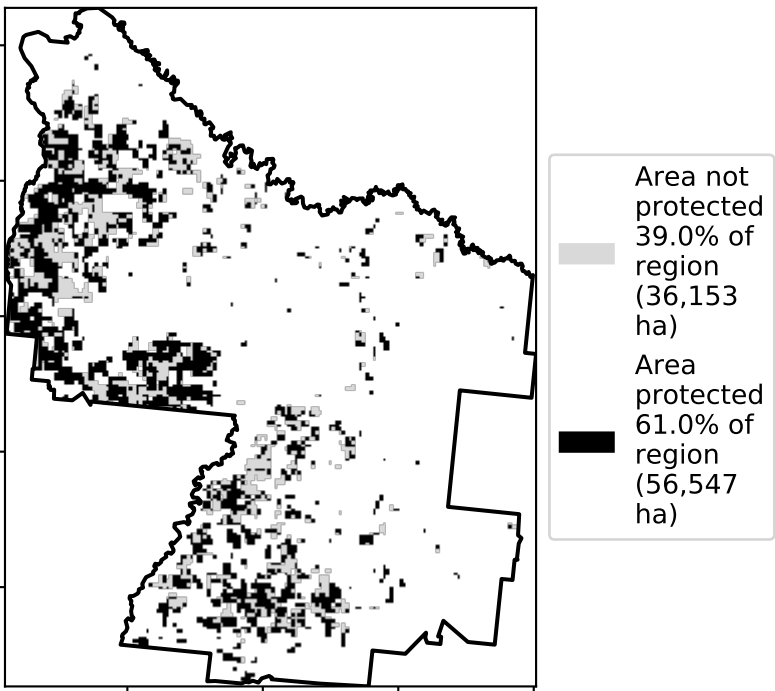 Area not
protected
39.0% of
region
(36,153
ha)
Area
protected
61.0% of
region
(56,547
ha)